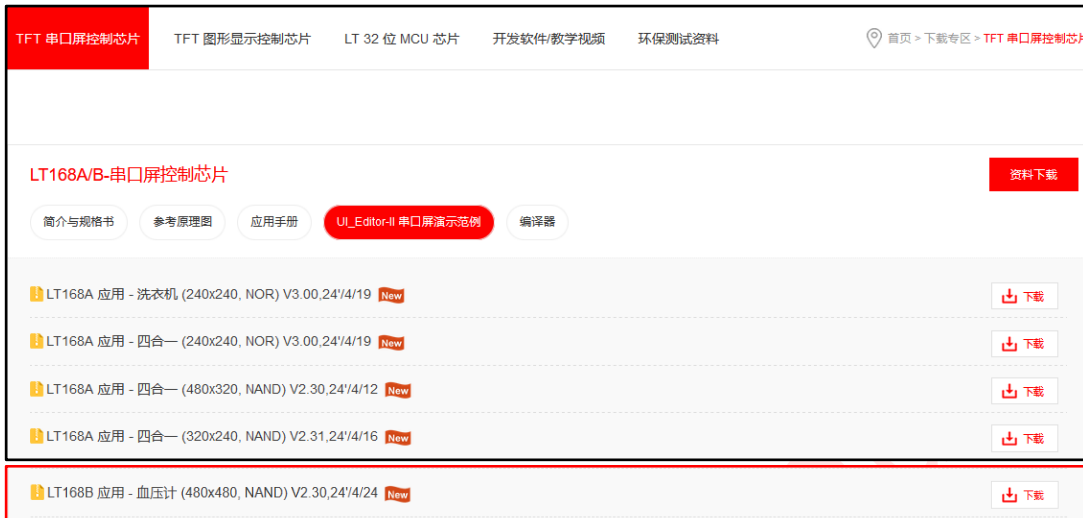 TFT 串口屏控制芯片 TFT 图形显示控制芯片 LT 32 位 MCU 芯片 开发软件/教学视频 环保测试资料 首页 > 下载专区 > TFT 串口屏控制芯片
LT168A/B-串口屏控制芯片 资料下载
简介与规格书 参考原理图 应用手册 UI_Editor-II 串口屏演示范例 编译器
LT168A 应用 - 洗衣机 (240x240, NOR) V3.00,24'/4/19 New 下载
LT168A 应用 - 四合一 (240x240, NOR) V3.00,24'/4/19 New 下载
LT168A 应用 - 四合一 (480x320, NAND) V2.30,24'/4/12 New 下载
LT168A 应用 - 四合一 (320x240, NAND) V2.31,24'/4/16 New 下载
LT168B 应用 - 血压计 (480x480, NAND) V2.30,24'/4/24 New 下载